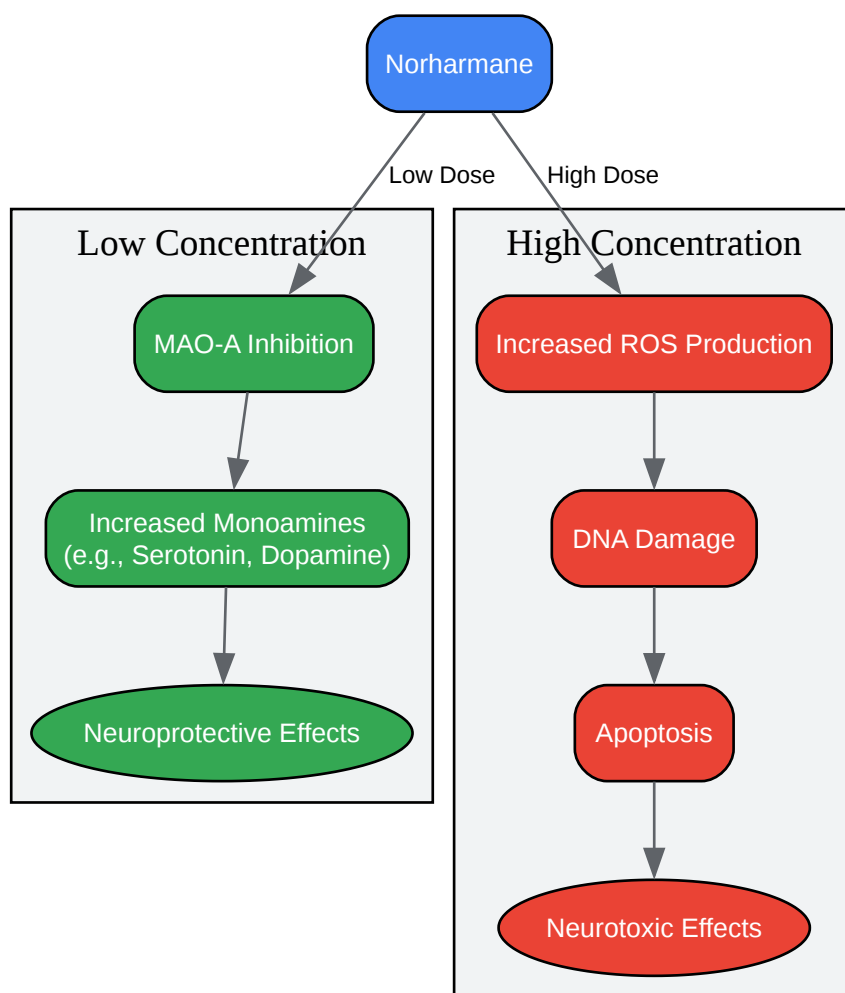 Norharmane
Low Dose
High Dose
Low Concentration
High Concentration
MAO-A Inhibition
Increased ROS Production
Increased Monoamines
(e.g., Serotonin, Dopamine)
DNA Damage
Neuroprotective Effects
Apoptosis
Neurotoxic Effects